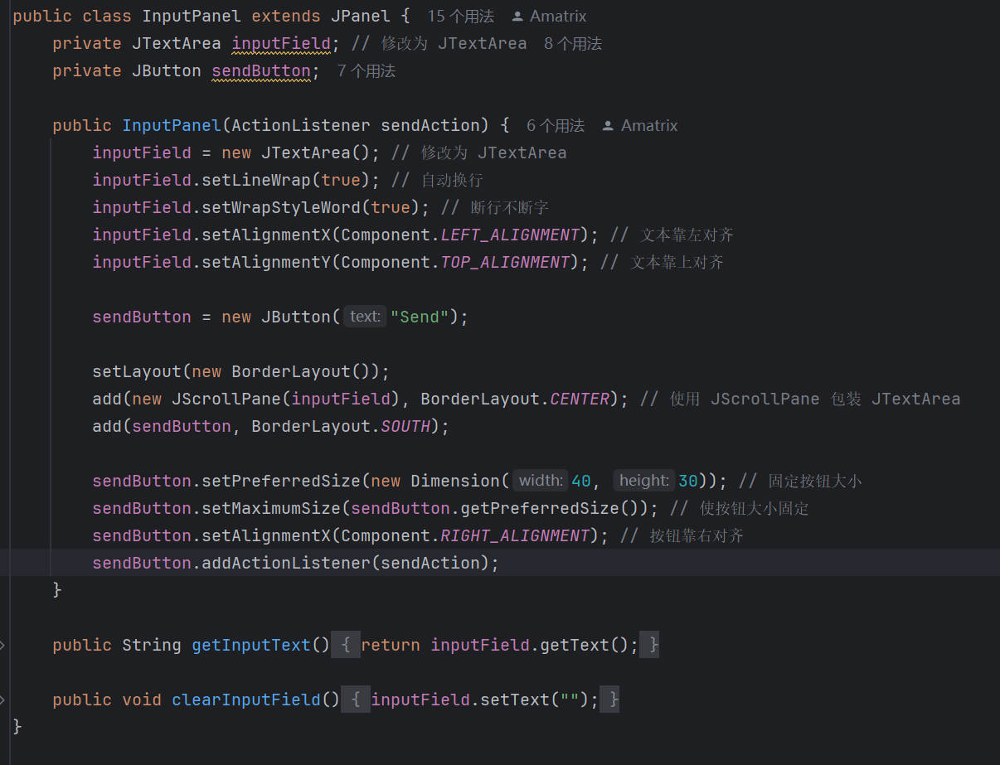 public class InputPanel extends JPanel { 15 个用法 Amatrix
private JTextArea inputField; // 修改为 JTextArea 8 个用法
private JButton sendButton; 7 个用法
public InputPanel(ActionListener sendAction) { 6 个用法 Amatrix
inputField = new JTextArea(); // 修改为 JTextArea
inputField.setLineWrap(true); // 自动换行
inputField.setWrapStyleWord(true); // 断行不断字
inputField.setAlignmentX(Component.LEFT_ALIGNMENT); // 文本靠左对齐
inputField.setAlignmentY(Component.TOP_ALIGNMENT); // 文本靠上对齐
sendButton = new JButton( text: "Send");
setLayout(new BorderLayout());
add(new JScrollPane(inputField), BorderLayout.CENTER); // 使用 JScrollPane 包装 JTextArea
add(sendButton, BorderLayout.SOUTH);
sendButton.setPreferredSize(new Dimension( width: 40, height: 30)); // 固定按钮大小
sendButton.setMaximumSize(sendButton.getPreferredSize()); // 使按钮大小固定
sendButton.setAlignmentX(Component.RIGHT_ALIGNMENT); // 按钮靠右对齐
sendButton.addActionListener(sendAction);
}
public String getInputText() { return inputField.getText(); }
public void clearInputField() { inputField.setText(""); }
}